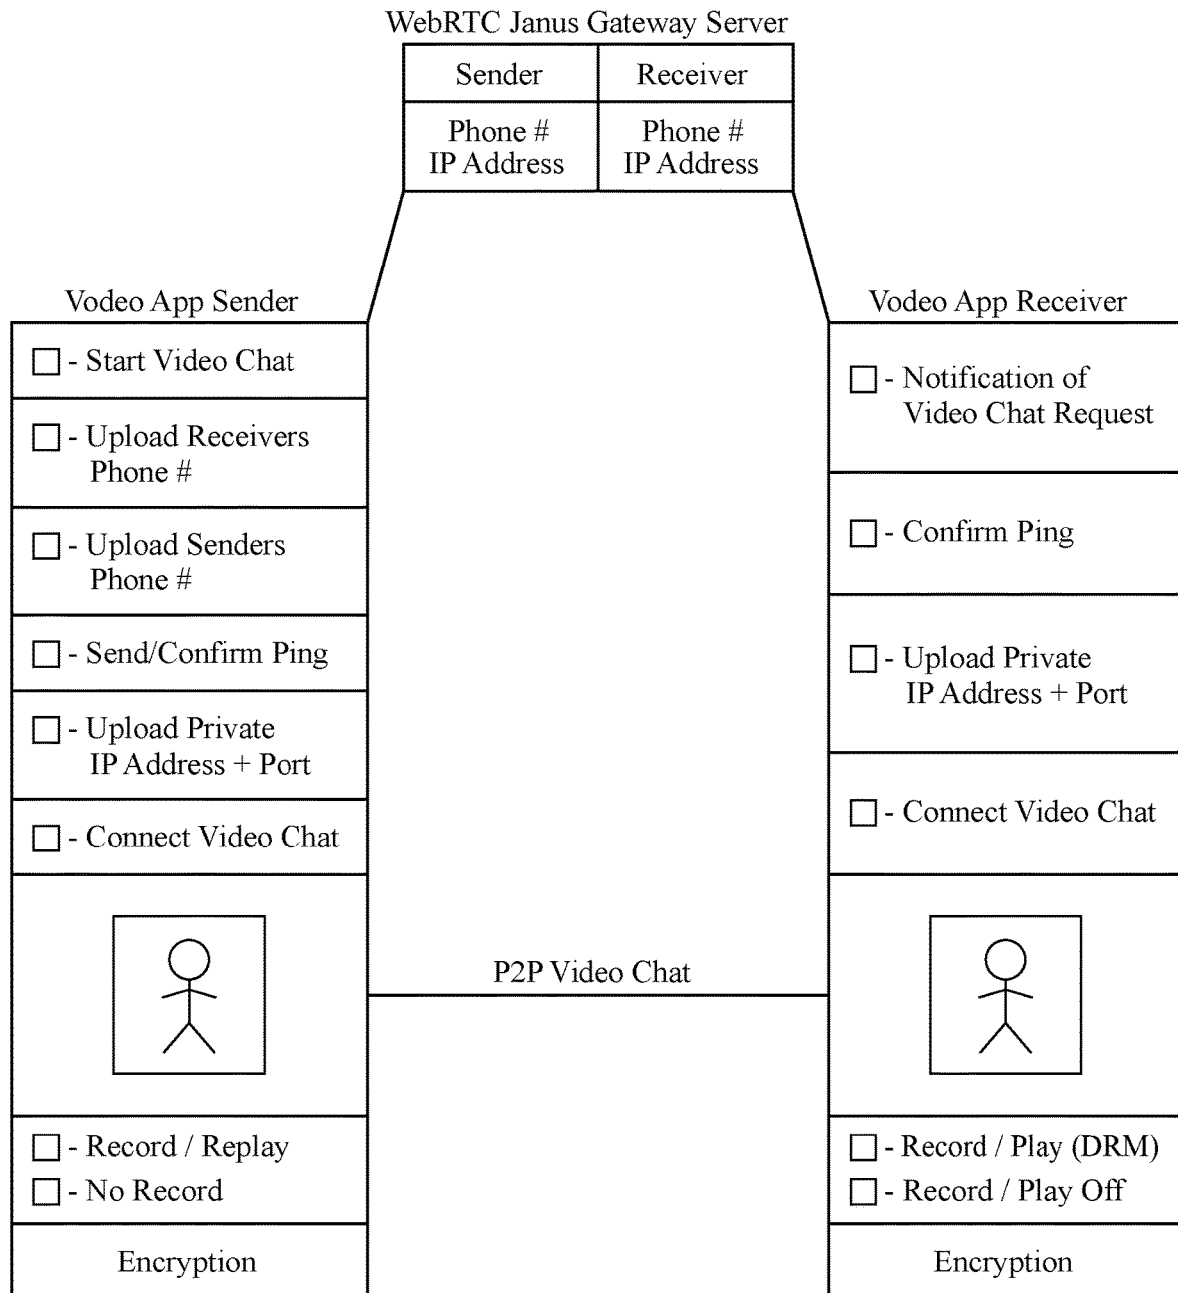 WebRTC Janus Gateway Server
Sender
Receiver
Phone #
IP Address
Phone #
IP Address
Vodeo App Sender
- Start Video Chat
- Upload Receivers
Phone #
- Upload Senders
Phone #
- Send/Confirm Ping
- Upload Private
IP Address + Port
- Connect Video Chat
- Record / Replay
- No Record
Encryption
P2P Video Chat
Vodeo App Receiver
- Notification of
Video Chat Request
- Confirm Ping
- Upload Private
IP Address + Port
- Connect Video Chat
- Record / Play (DRM)
- Record / Play Off
Encryption